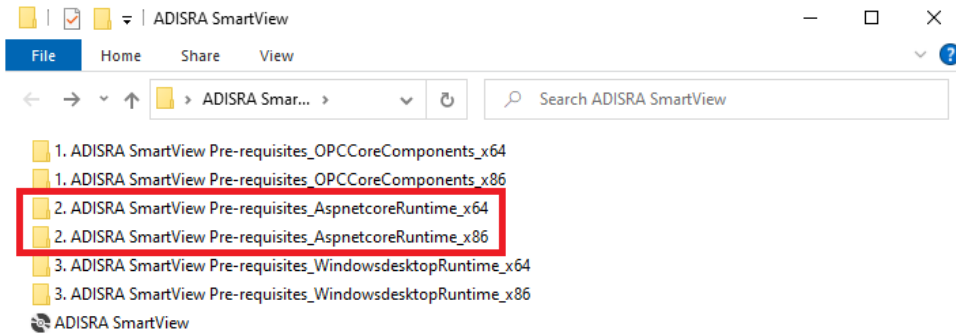 ADISRA SmartView
File Home Share View
ADISRA Smar... Search ADISRA SmartView
1. ADISRA SmartView Pre-requisites_OPCCoreComponents_x64
1. ADISRA SmartView Pre-requisites_OPCCoreComponents_x86
2. ADISRA SmartView Pre-requisites_AspnetcoreRuntime_x64
2. ADISRA SmartView Pre-requisites_AspnetcoreRuntime_x86
3. ADISRA SmartView Pre-requisites_WindowsdesktopRuntime_x64
3. ADISRA SmartView Pre-requisites_WindowsdesktopRuntime_x86
ADISRA SmartView